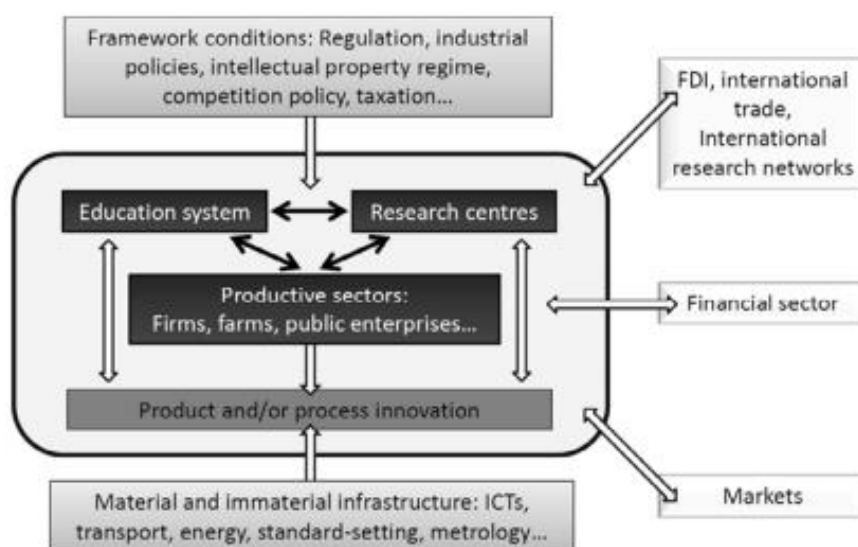 Framework conditions: Regulation, industrial
policies, intellectual property regime,
competition policy, taxation...
FDI, international
trade,
International
research networks
Education system
Research centres
Productive sectors:
Firms, farms, public enterprises...
Financial sector
Product and/or process innovation
Material and immaterial infrastructure: ICTs,
transport, energy, standard-setting, metrology...
Markets